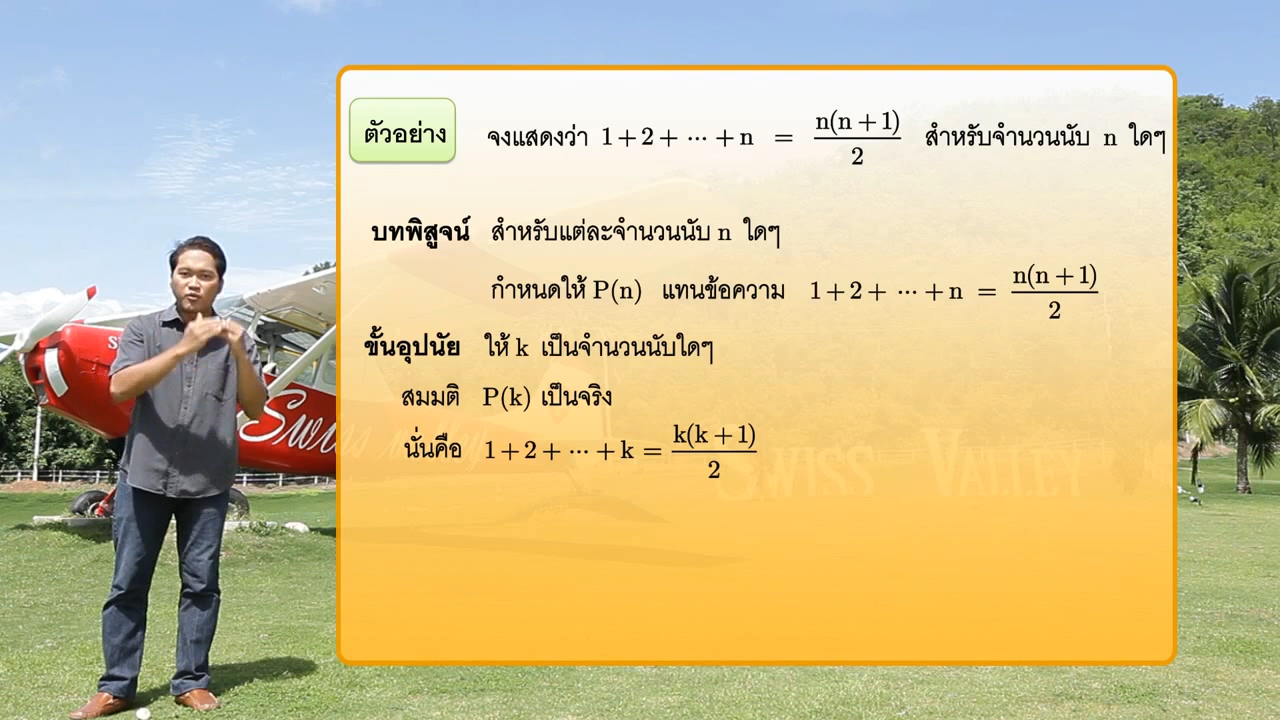 ตัวอย่าง จงแสดงว่า 1 + 2 + ⋯ + n = n(n + 1)/2 สำหรับจำนวนนับ n ใดๆ
บทพิสูจน์ สำหรับแต่ละจำนวนนับ n ใดๆ
กำหนดให้ P(n) แทนข้อความ 1 + 2 + ⋯ + n = n(n + 1)/2
ขั้นอุปนัย ให้ k เป็นจำนวนนับใดๆ
สมมติ P(k) เป็นจริง
นั่นคือ 1 + 2 + ⋯ + k = k(k + 1)/2
Swiss Valley
SWISS VALLEY